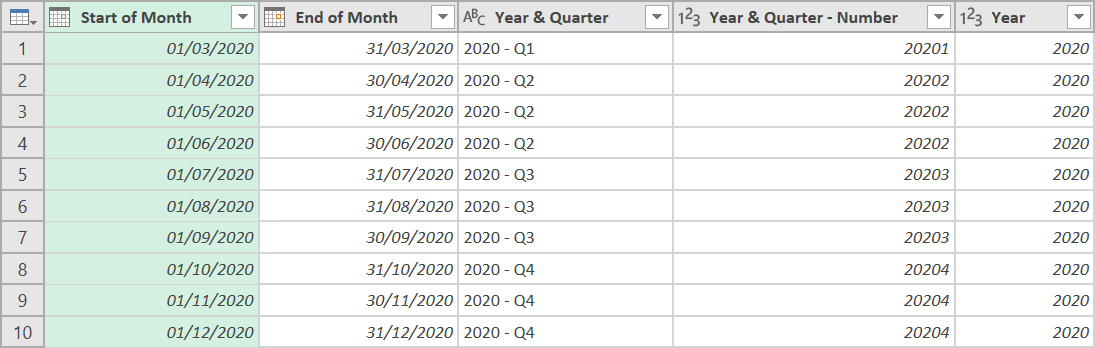 Start of Month End of Month ABC Year & Quarter 123 Year & Quarter - Number 123 Year
1 01/03/2020 31/03/2020 2020 - Q1 20201 2020
2 01/04/2020 30/04/2020 2020 - Q2 20202 2020
3 01/05/2020 31/05/2020 2020 - Q2 20202 2020
4 01/06/2020 30/06/2020 2020 - Q2 20202 2020
5 01/07/2020 31/07/2020 2020 - Q3 20203 2020
6 01/08/2020 31/08/2020 2020 - Q3 20203 2020
7 01/09/2020 30/09/2020 2020 - Q3 20203 2020
8 01/10/2020 31/10/2020 2020 - Q4 20204 2020
9 01/11/2020 30/11/2020 2020 - Q4 20204 2020
10 01/12/2020 31/12/2020 2020 - Q4 20204 2020